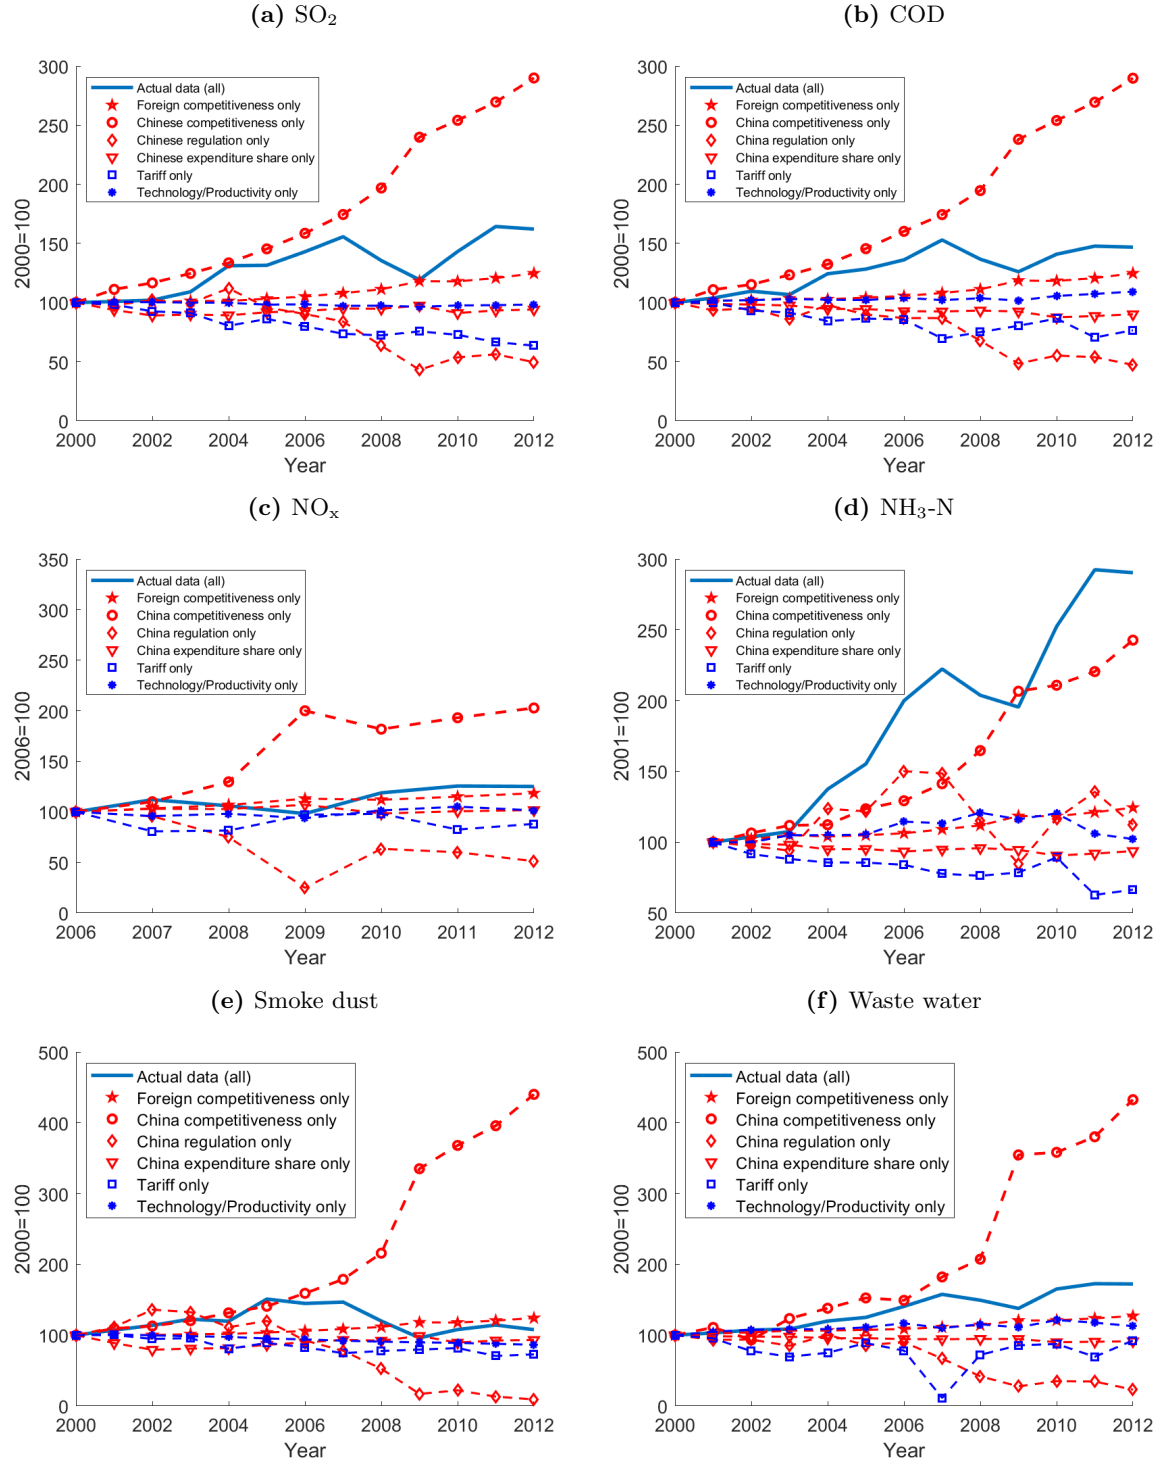 (a) SO₂
300
250
200
150
100
50
0
2000=100
Actual data (all)
Foreign competitiveness only
Chinese competitiveness only
Chinese regulation only
Chinese expenditure share only
Tariff only
Technology/Productivity only
2000 2002 2004 2006 2008 2010 2012
Year
(b) COD
300
250
200
150
100
50
0
2000=100
Actual data (all)
Foreign competitiveness only
China competitiveness only
China regulation only
China expenditure share only
Tariff only
Technology/Productivity only
2000 2002 2004 2006 2008 2010 2012
Year
(c) NOₓ
350
300
250
200
150
100
50
0
2006=100
Actual data (all)
Foreign competitiveness only
China competitiveness only
China regulation only
China expenditure share only
Tariff only
Technology/Productivity only
2006 2007 2008 2009 2010 2011 2012
Year
(d) NH₃-N
300
250
200
150
100
50
2001=100
Actual data (all)
Foreign competitiveness only
China competitiveness only
China regulation only
China expenditure share only
Tariff only
Technology/Productivity only
2000 2002 2004 2006 2008 2010 2012
Year
(e) Smoke dust
500
400
300
200
100
0
2000=100
Actual data (all)
Foreign competitiveness only
China competitiveness only
China regulation only
China expenditure share only
Tariff only
Technology/Productivity only
2000 2002 2004 2006 2008 2010 2012
Year
(f) Waste water
500
400
300
200
100
0
2000=100
Actual data (all)
Foreign competitiveness only
China competitiveness only
China regulation only
China expenditure share only
Tariff only
Technology/Productivity only
2000 2002 2004 2006 2008 2010 2012
Year